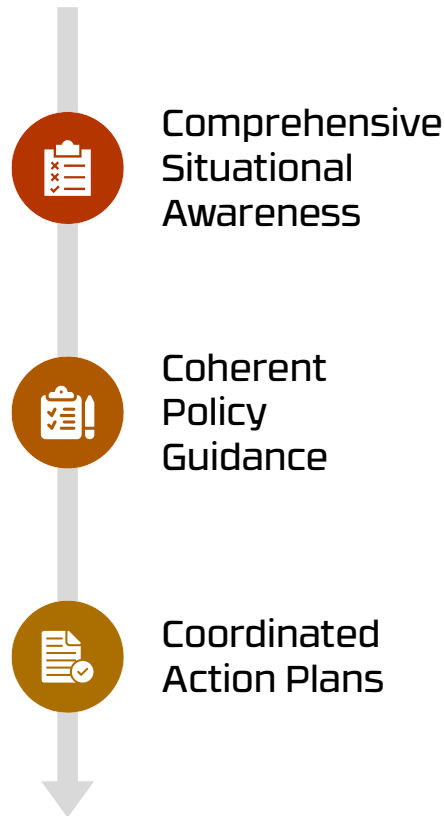 Comprehensive
Situational
Awareness
Coherent
Policy
Guidance
Coordinated
Action Plans